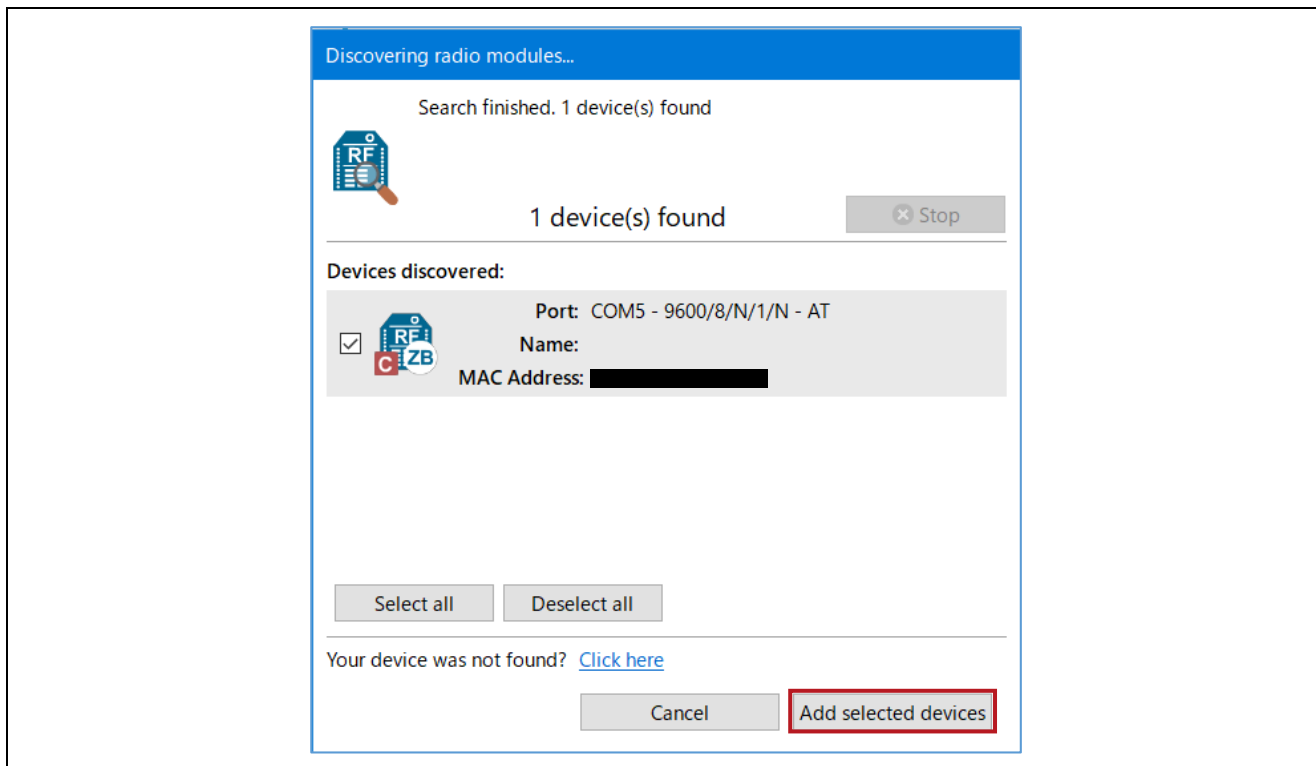 Discovering radio modules...
Search finished. 1 device(s) found
RF
1 device(s) found
Stop
Devices discovered:
Port: COM5 - 9600/8/N/1/N - AT
RF
C ZB
Name:
MAC Address:
Select all
Deselect all
Your device was not found? Click here
Cancel
Add selected devices